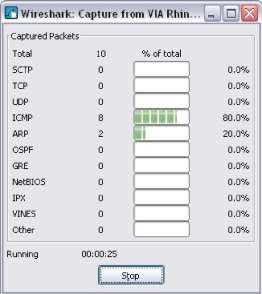 Wireshark: Capture from VIA Rhin...
Captured Packets
Total 10 % of total
SCTP 0 0.0%
TCP 0 0.0%
UDP 0 0.0%
ICMP 8 80.0%
ARP 2 20.0%
OSPF 0 0.0%
GRE 0 0.0%
NetBIOS 0 0.0%
IPX 0 0.0%
VINES 0 0.0%
Other 0 0.0%
Running 00:00:25
Stop